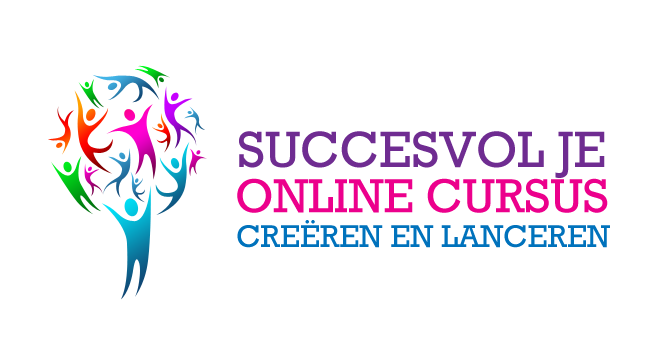 SUCCESVOL JE
ONLINE CURSUS
CREËREN EN LANCEREN